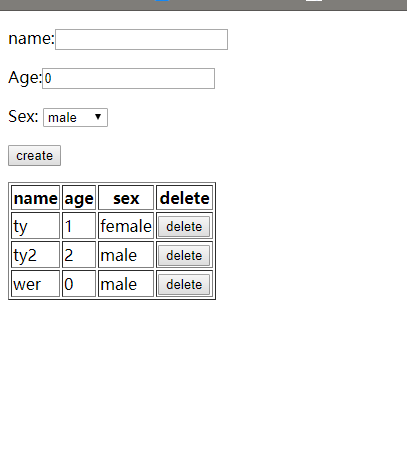 name:
Age:0
Sex: male
create
name age sex delete
ty 1 female delete
ty2 2 male delete
wer 0 male delete